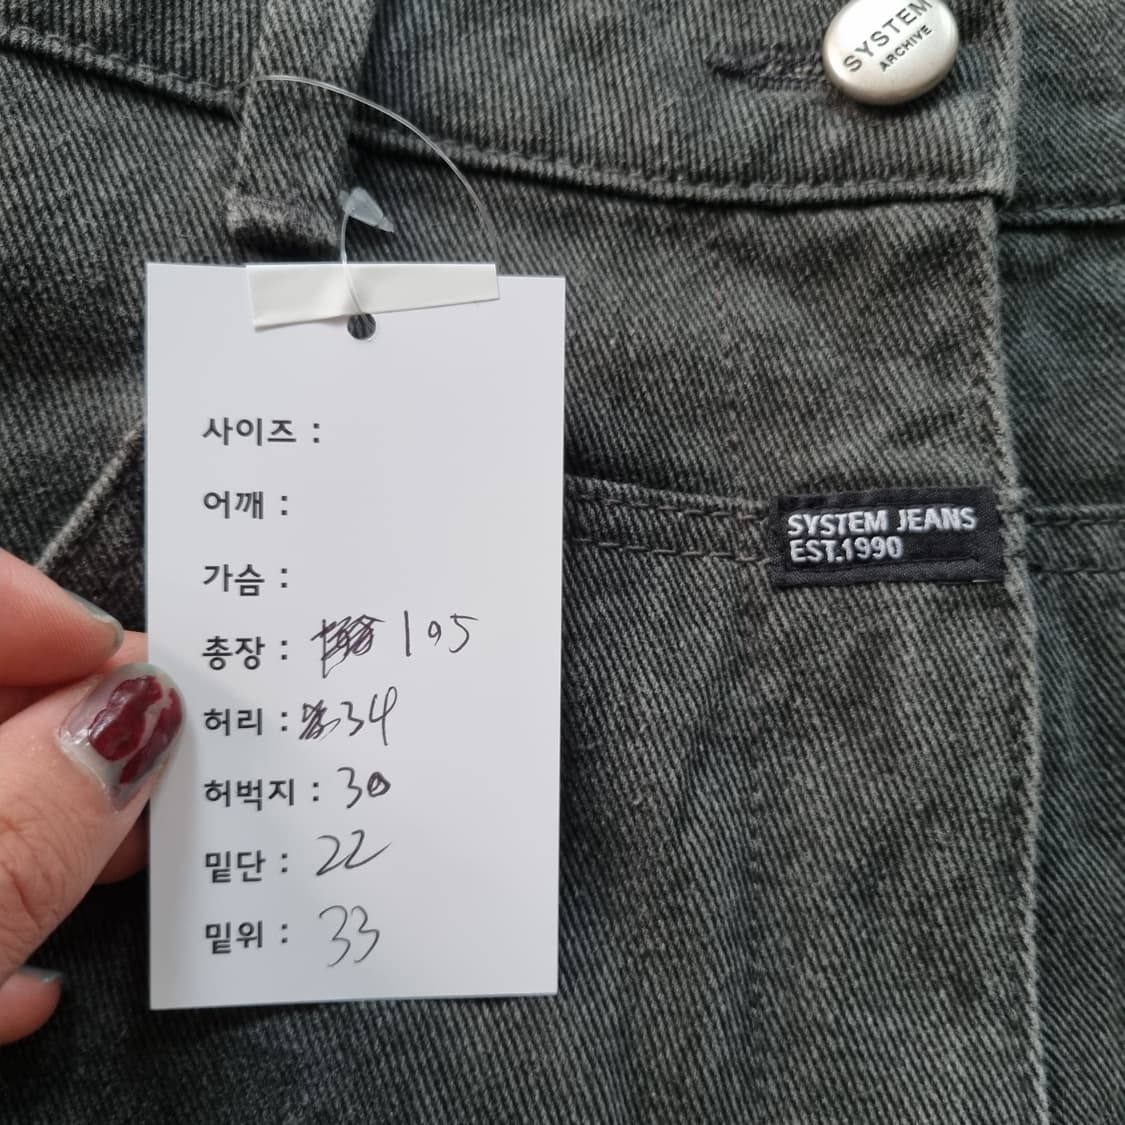 SYSTEM
ARCHIVE
사이즈 :
어깨 :
가슴 :
총장 : 105
허리 : 34
허벅지 : 30
밑단 : 22
밑위 : 33
SYSTEM JEANS
EST.1990